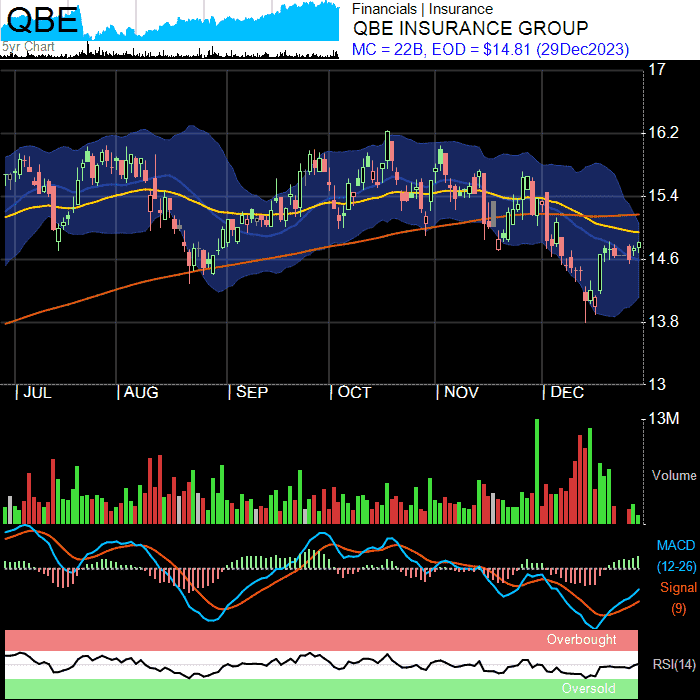 QBE
5yr Chart
Financials | Insurance
QBE INSURANCE GROUP
MC = 22B, EOD = $14.81 (29Dec2023)
17
16.2
15.4
14.6
13.8
13
| JUL | AUG | SEP | OCT | NOV | DEC
13M
Volume
MACD
(12-26)
Signal
(9)
Overbought
RSI(14)
Oversold